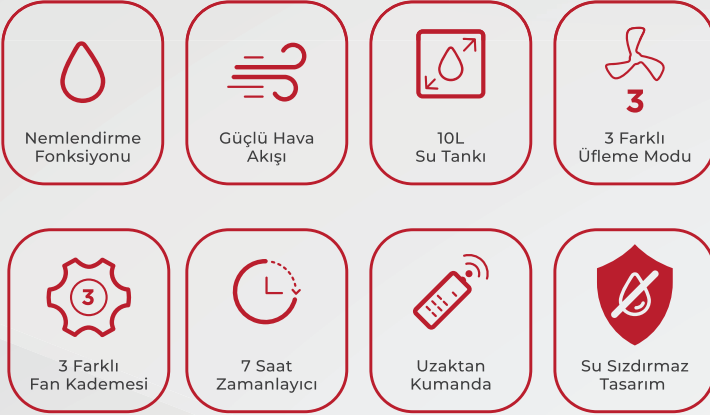 Nemlendirme
Fonksiyonu
Güçlü Hava
Akışı
10L
Su Tankı
3
3 Farklı
Üfleme Modu
3
3 Farklı
Fan Kademesi
7 Saat
Zamanlayıcı
Uzaktan
Kumanda
Su Sızdırmaz
Tasarım